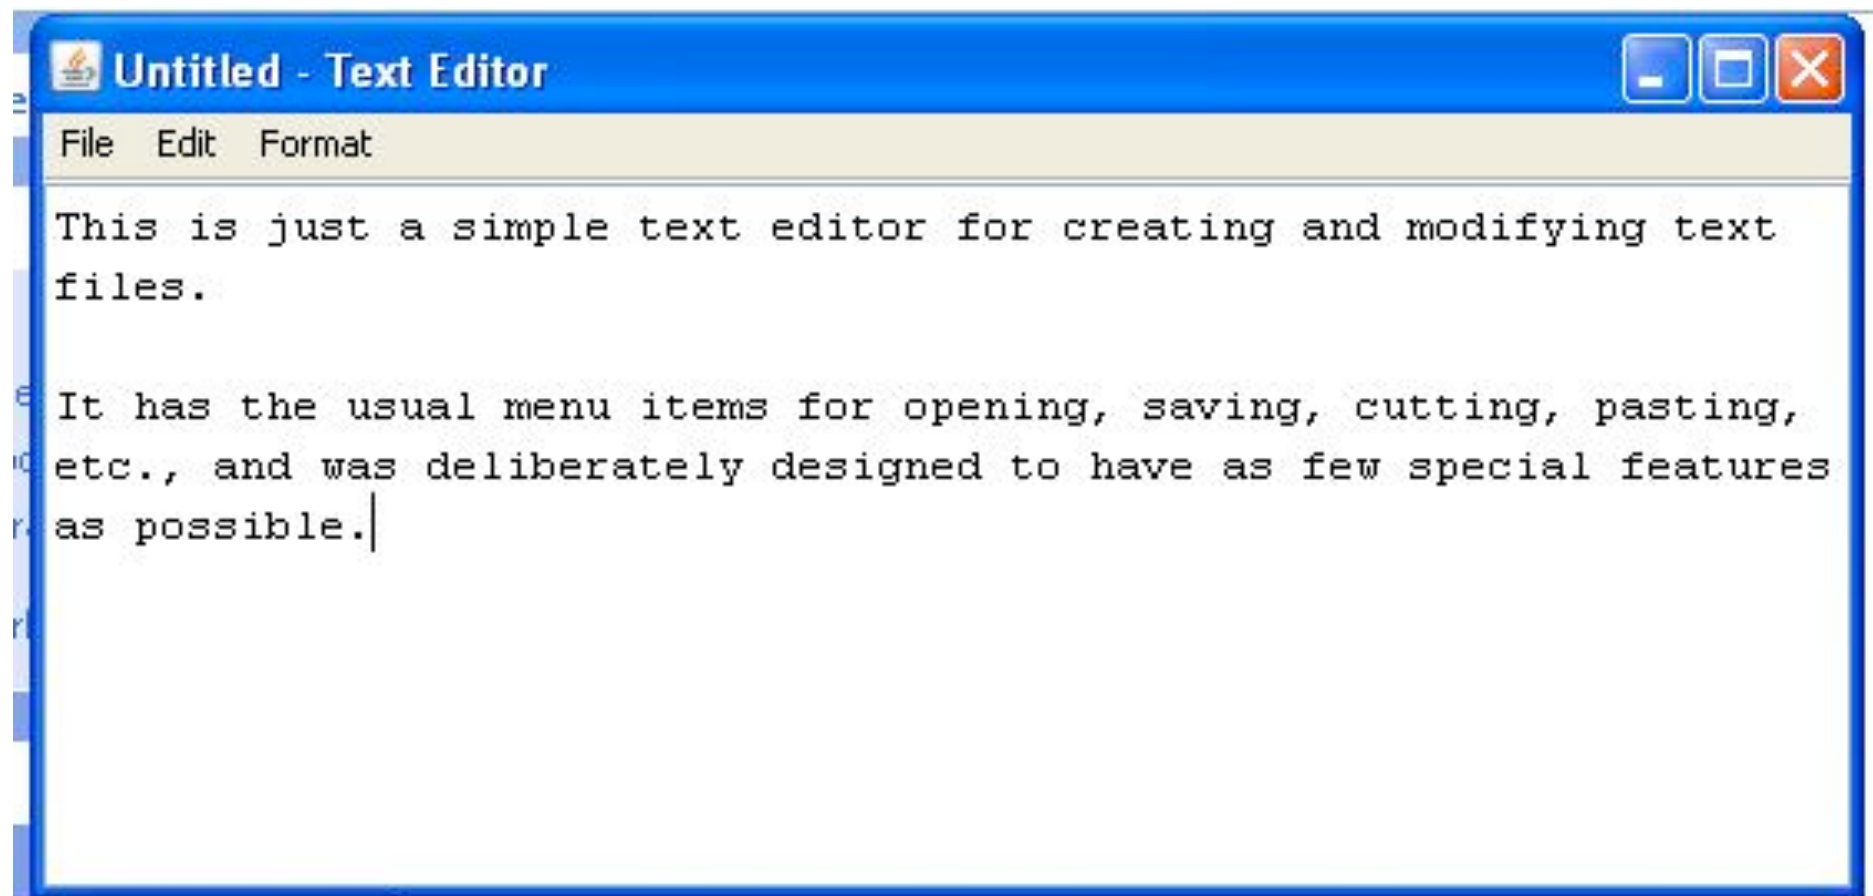 Untitled - Text Editor
File Edit Format
This is just a simple text editor for creating and modifying text
files.
It has the usual menu items for opening, saving, cutting, pasting,
etc., and was deliberately designed to have as few special features
as possible.